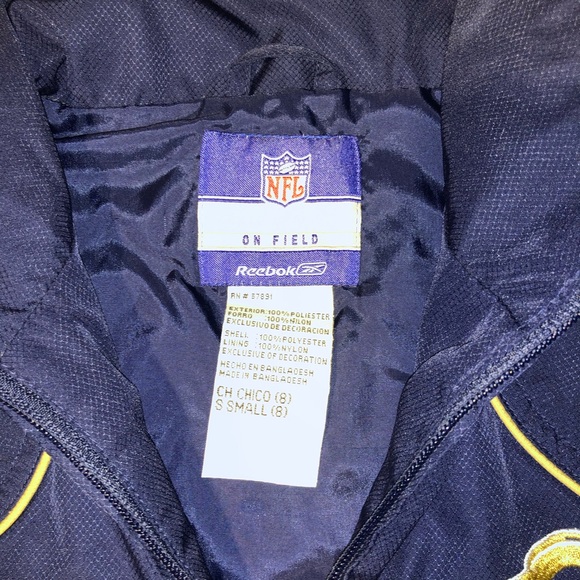 NFL
ON FIELD
Reebok
RN # 87891
EXTERIOR:100%POLIESTER
FORRO :100%NILON
EXCLUSIVO DE DECORACION
SHELL :100%POLYESTER
LINING :100%NYLON
EXCLUSIVE OF DECORATION
HECHO EN BANGLADESH
MADE IN BANGLADESH
CH CHICO (8)
S SMALL (8)